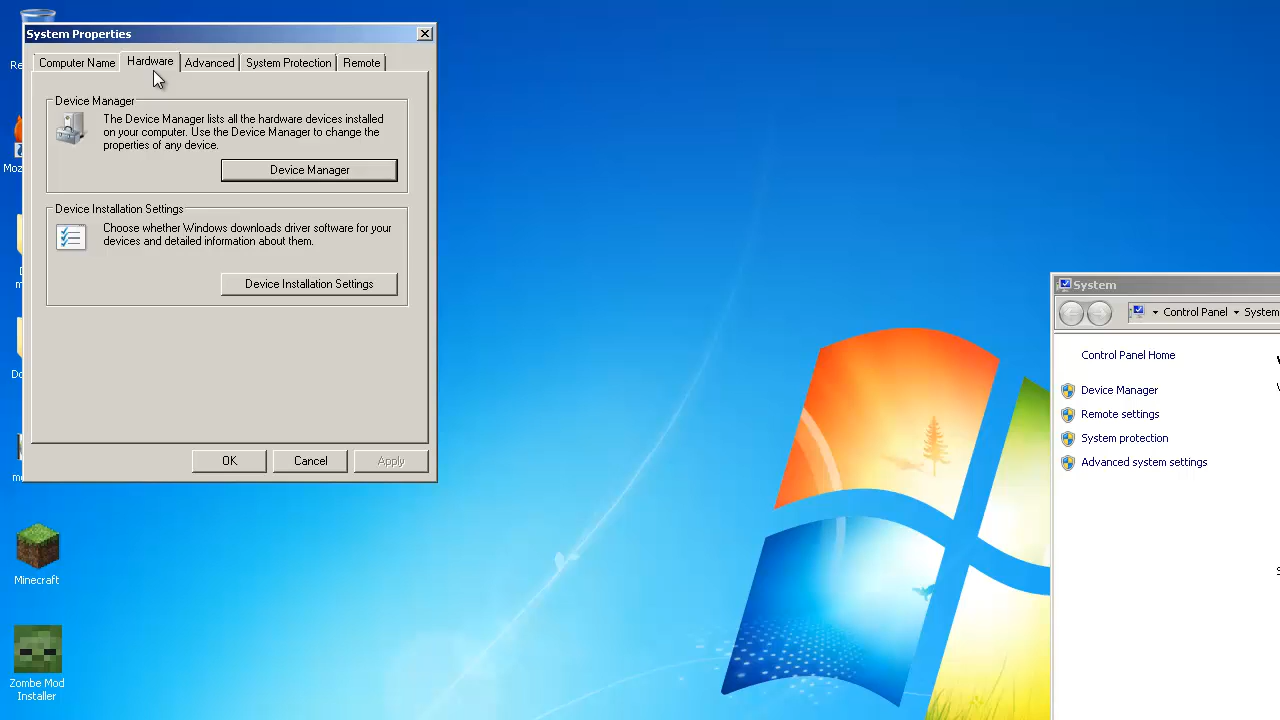 System Properties
Computer Name
Hardware
Advanced
System Protection
Remote
Device Manager
The Device Manager lists all the hardware devices installed
on your computer. Use the Device Manager to change the
properties of any device.
Device Manager
Device Installation Settings
Choose whether Windows downloads driver software for your
devices and detailed information about them.
Device Installation Settings
OK
Cancel
Apply
Minecraft
Zombe Mod
Installer
System
Control Panel
System
Control Panel Home
Device Manager
Remote settings
System protection
Advanced system settings